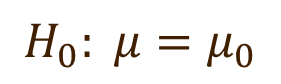 H₀: μ = μ₀